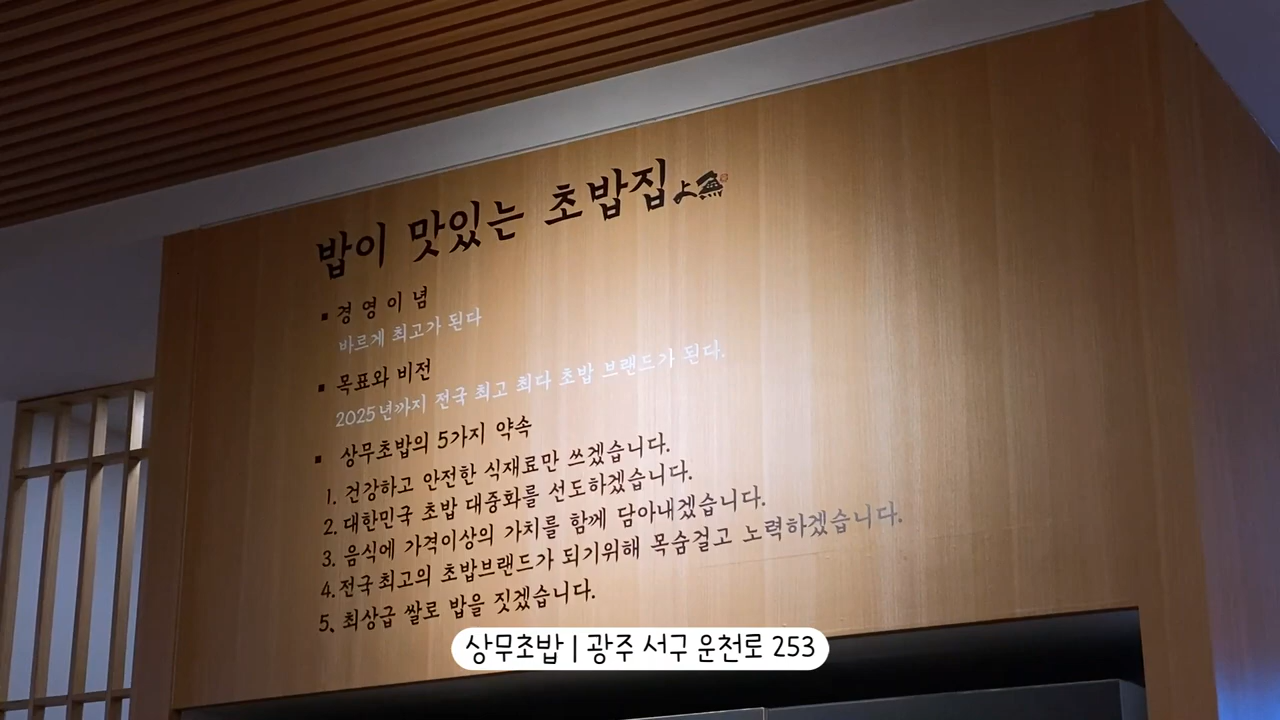 밥이 맛있는 초밥집
경영이념
바르게 최고가 된다
목표와 비전
2025년까지 전국 최고 최다 초밥 브랜드가 된다.
상무초밥의 5가지 약속
1. 건강하고 안전한 식재료만 쓰겠습니다.
2. 대한민국 초밥 대중화를 선도하겠습니다.
3. 음식에 가격이상의 가치를 함께 담아내겠습니다.
4. 전국 최고의 초밥브랜드가 되기위해 목숨걸고 노력하겠습니다.
5. 최상급 쌀로 밥을 짓겠습니다.
상무초밥 | 광주 서구 운천로 253